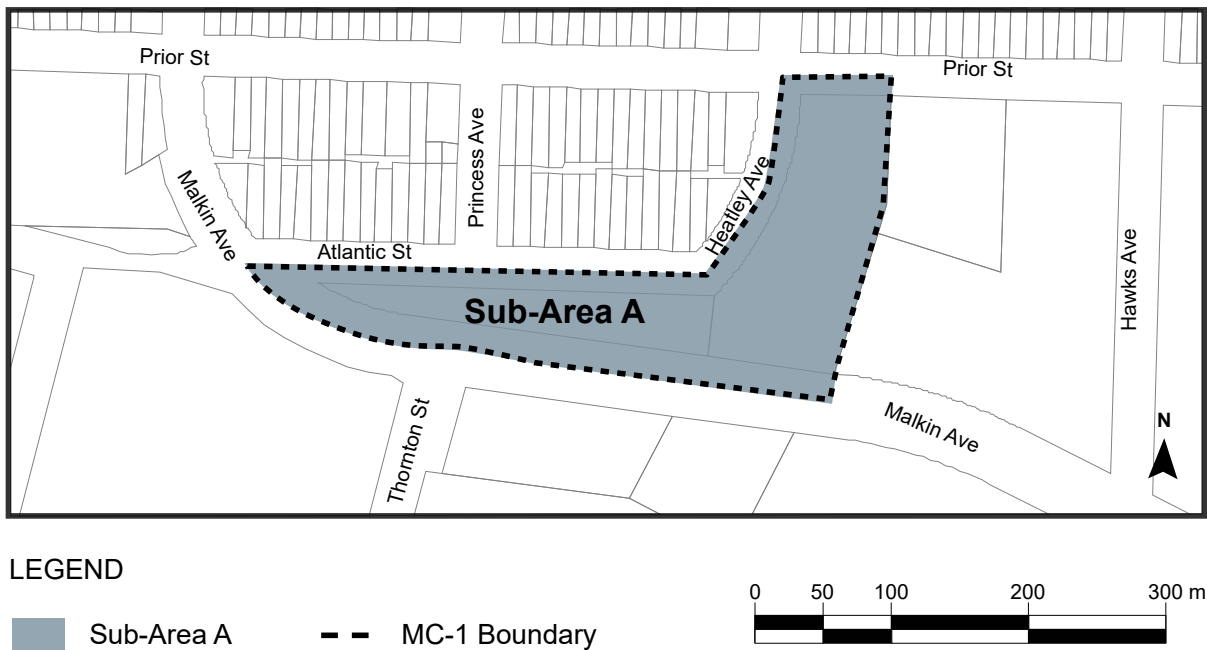 Prior St
Prior St
Princess Ave
Malkin Ave
Heatley Ave
Atlantic St
Hawks Ave
Sub-Area A
Malkin Ave
Thornton St
N
LEGEND
Sub-Area A
MC-1 Boundary
0 50 100 200 300 m